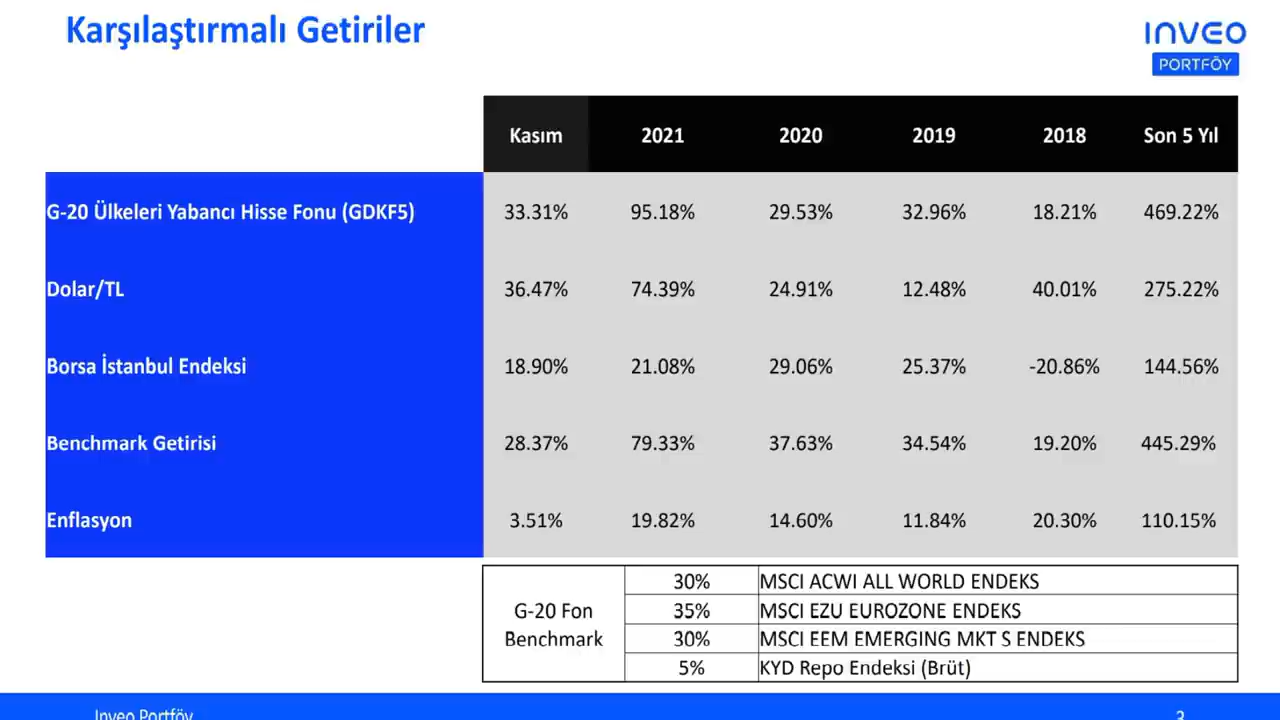 Karşılaştırmalı Getiriler
INVEO
PORTFÖY
Kasım 2021 2020 2019 2018 Son 5 Yıl
G-20 Ülkeleri Yabancı Hisse Fonu (GDKF5) 33.31% 95.18% 29.53% 32.96% 18.21% 469.22%
Dolar/TL 36.47% 74.39% 24.91% 12.48% 40.01% 275.22%
Borsa İstanbul Endeksi 18.90% 21.08% 29.06% 25.37% -20.86% 144.56%
Benchmark Getirisi 28.37% 79.33% 37.63% 34.54% 19.20% 445.29%
Enflasyon 3.51% 19.82% 14.60% 11.84% 20.30% 110.15%
G-20 Fon
Benchmark
30% MSCI ACWI ALL WORLD ENDEKS
35% MSCI EZU EUROZONE ENDEKS
30% MSCI EEM EMERGING MKT S ENDEKS
5% KYD Repo Endeksi (Brüt)
Inveo Portföy
3